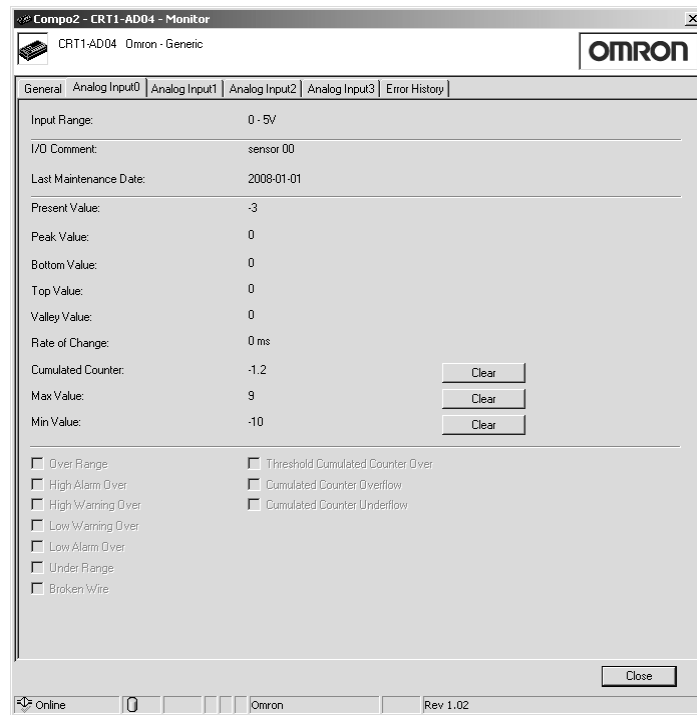 Compo2 - CRT1-AD04 - Monitor
CRT1-AD04 Omron - Generic
OMRON
General Analog Input0 Analog Input1 Analog Input2 Analog Input3 Error History
Input Range: 0 - 5V
I/O Comment: sensor 00
Last Maintenance Date: 2008-01-01
Present Value: -3
Peak Value: 0
Bottom Value: 0
Top Value: 0
Valley Value: 0
Rate of Change: 0 ms
Cumulated Counter: -1.2 Clear
Max Value: 9 Clear
Min Value: -10 Clear
Over Range Threshold Cumulated Counter Over
High Alarm Over Cumulated Counter Overflow
High Warning Over Cumulated Counter Underflow
Low Warning Over
Low Alarm Over
Under Range
Broken Wire
Close
Online Omron Rev 1.02